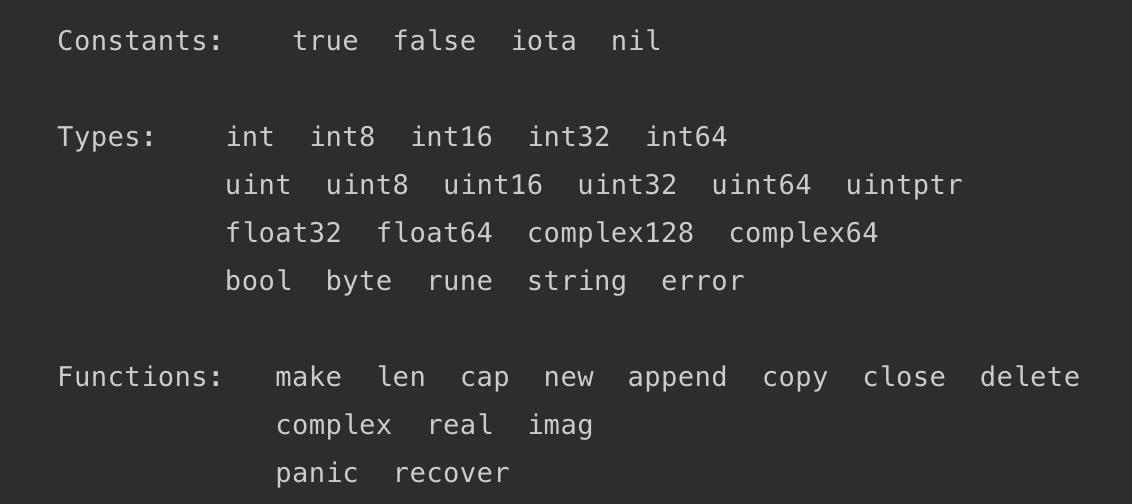 Constants:    true  false  iota  nil
Types:    int  int8  int16  int32  int64
uint  uint8  uint16  uint32  uint64  uintptr
float32  float64  complex128  complex64
bool  byte  rune  string  error
Functions:   make  len  cap  new  append  copy  close  delete
complex  real  imag
panic  recover